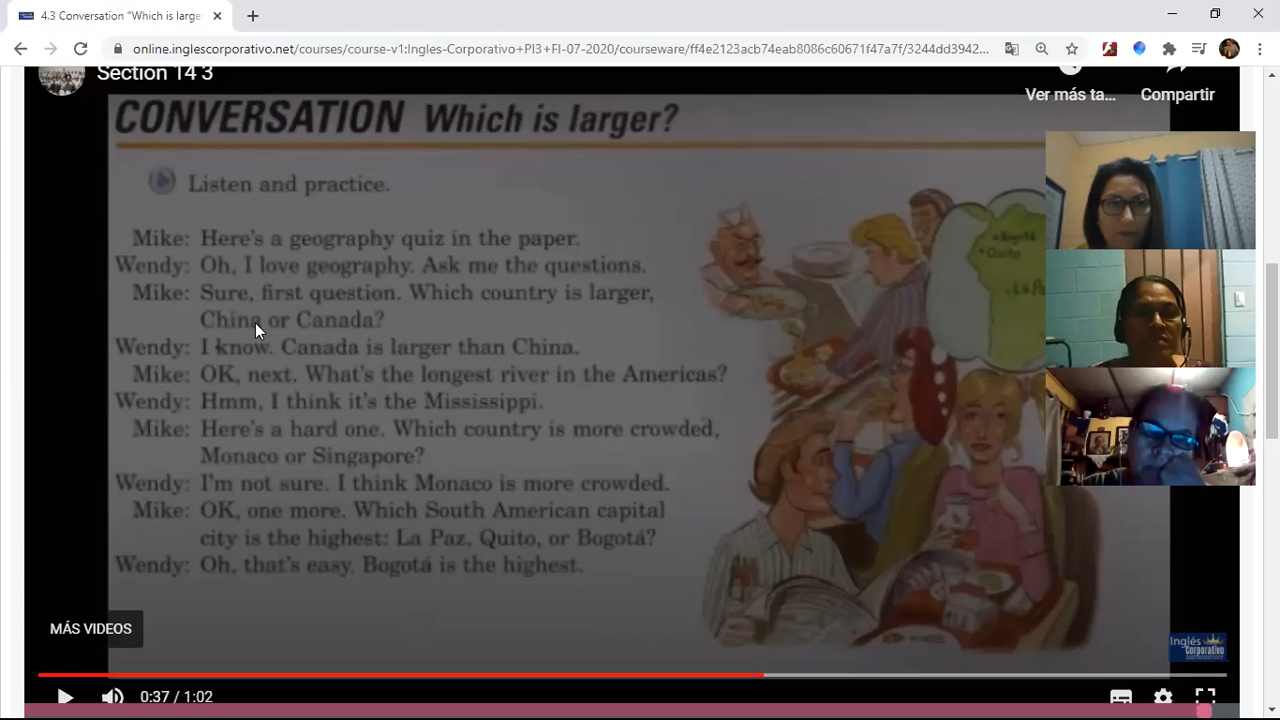 4.3 Conversation "Which is large
online.inglescorporativo.net/courses/course-v1:Ingles-Corporativo+PI3+FI-07-2020/courseware/ff4e2123acb74eab8086c60671f47a7f/3244dd3942...
Section 14 3
Ver más ta...
Compartir
CONVERSATION Which is larger?
Listen and practice.
Mike: Here's a geography quiz in the paper.
Wendy: Oh, I love geography. Ask me the questions.
Mike: Sure, first question. Which country is larger,
China or Canada?
Wendy: I know. Canada is larger than China.
Mike: OK, next. What's the longest river in the Americas?
Wendy: Hmm, I think it's the Mississippi.
Mike: Here's a hard one. Which country is more crowded,
Monaco or Singapore?
Wendy: I'm not sure. I think Monaco is more crowded.
Mike: OK, one more. Which South American capital
city is the highest: La Paz, Quito, or Bogotá?
Wendy: Oh, that's easy. Bogotá is the highest.
Bogotá
Quito
La Pa
MÁS VIDEOS
Inglés
Corporativo
0:37 / 1:02